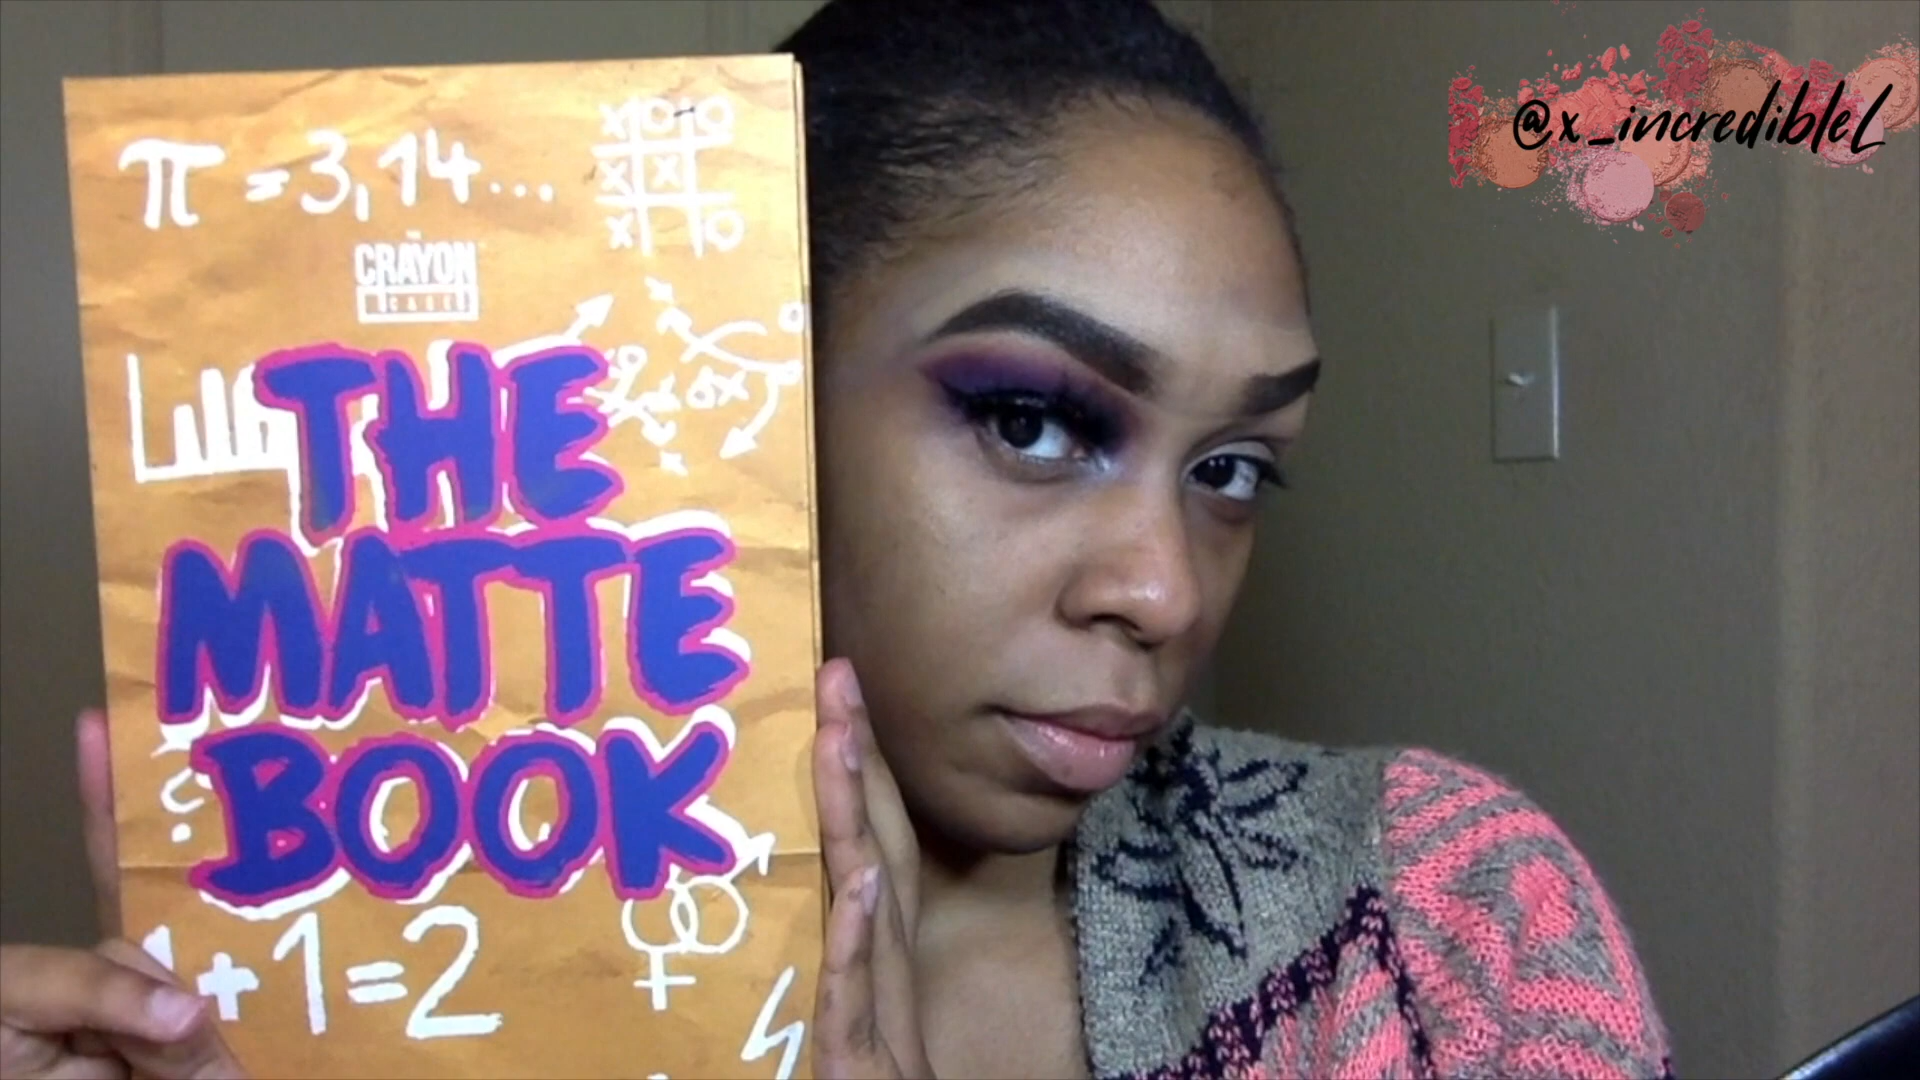 @x_incredibleL
π = 3,14...
X O O
X X
X O
CRAYON
CASE
THE
MATTE
BOOK
1+1=2